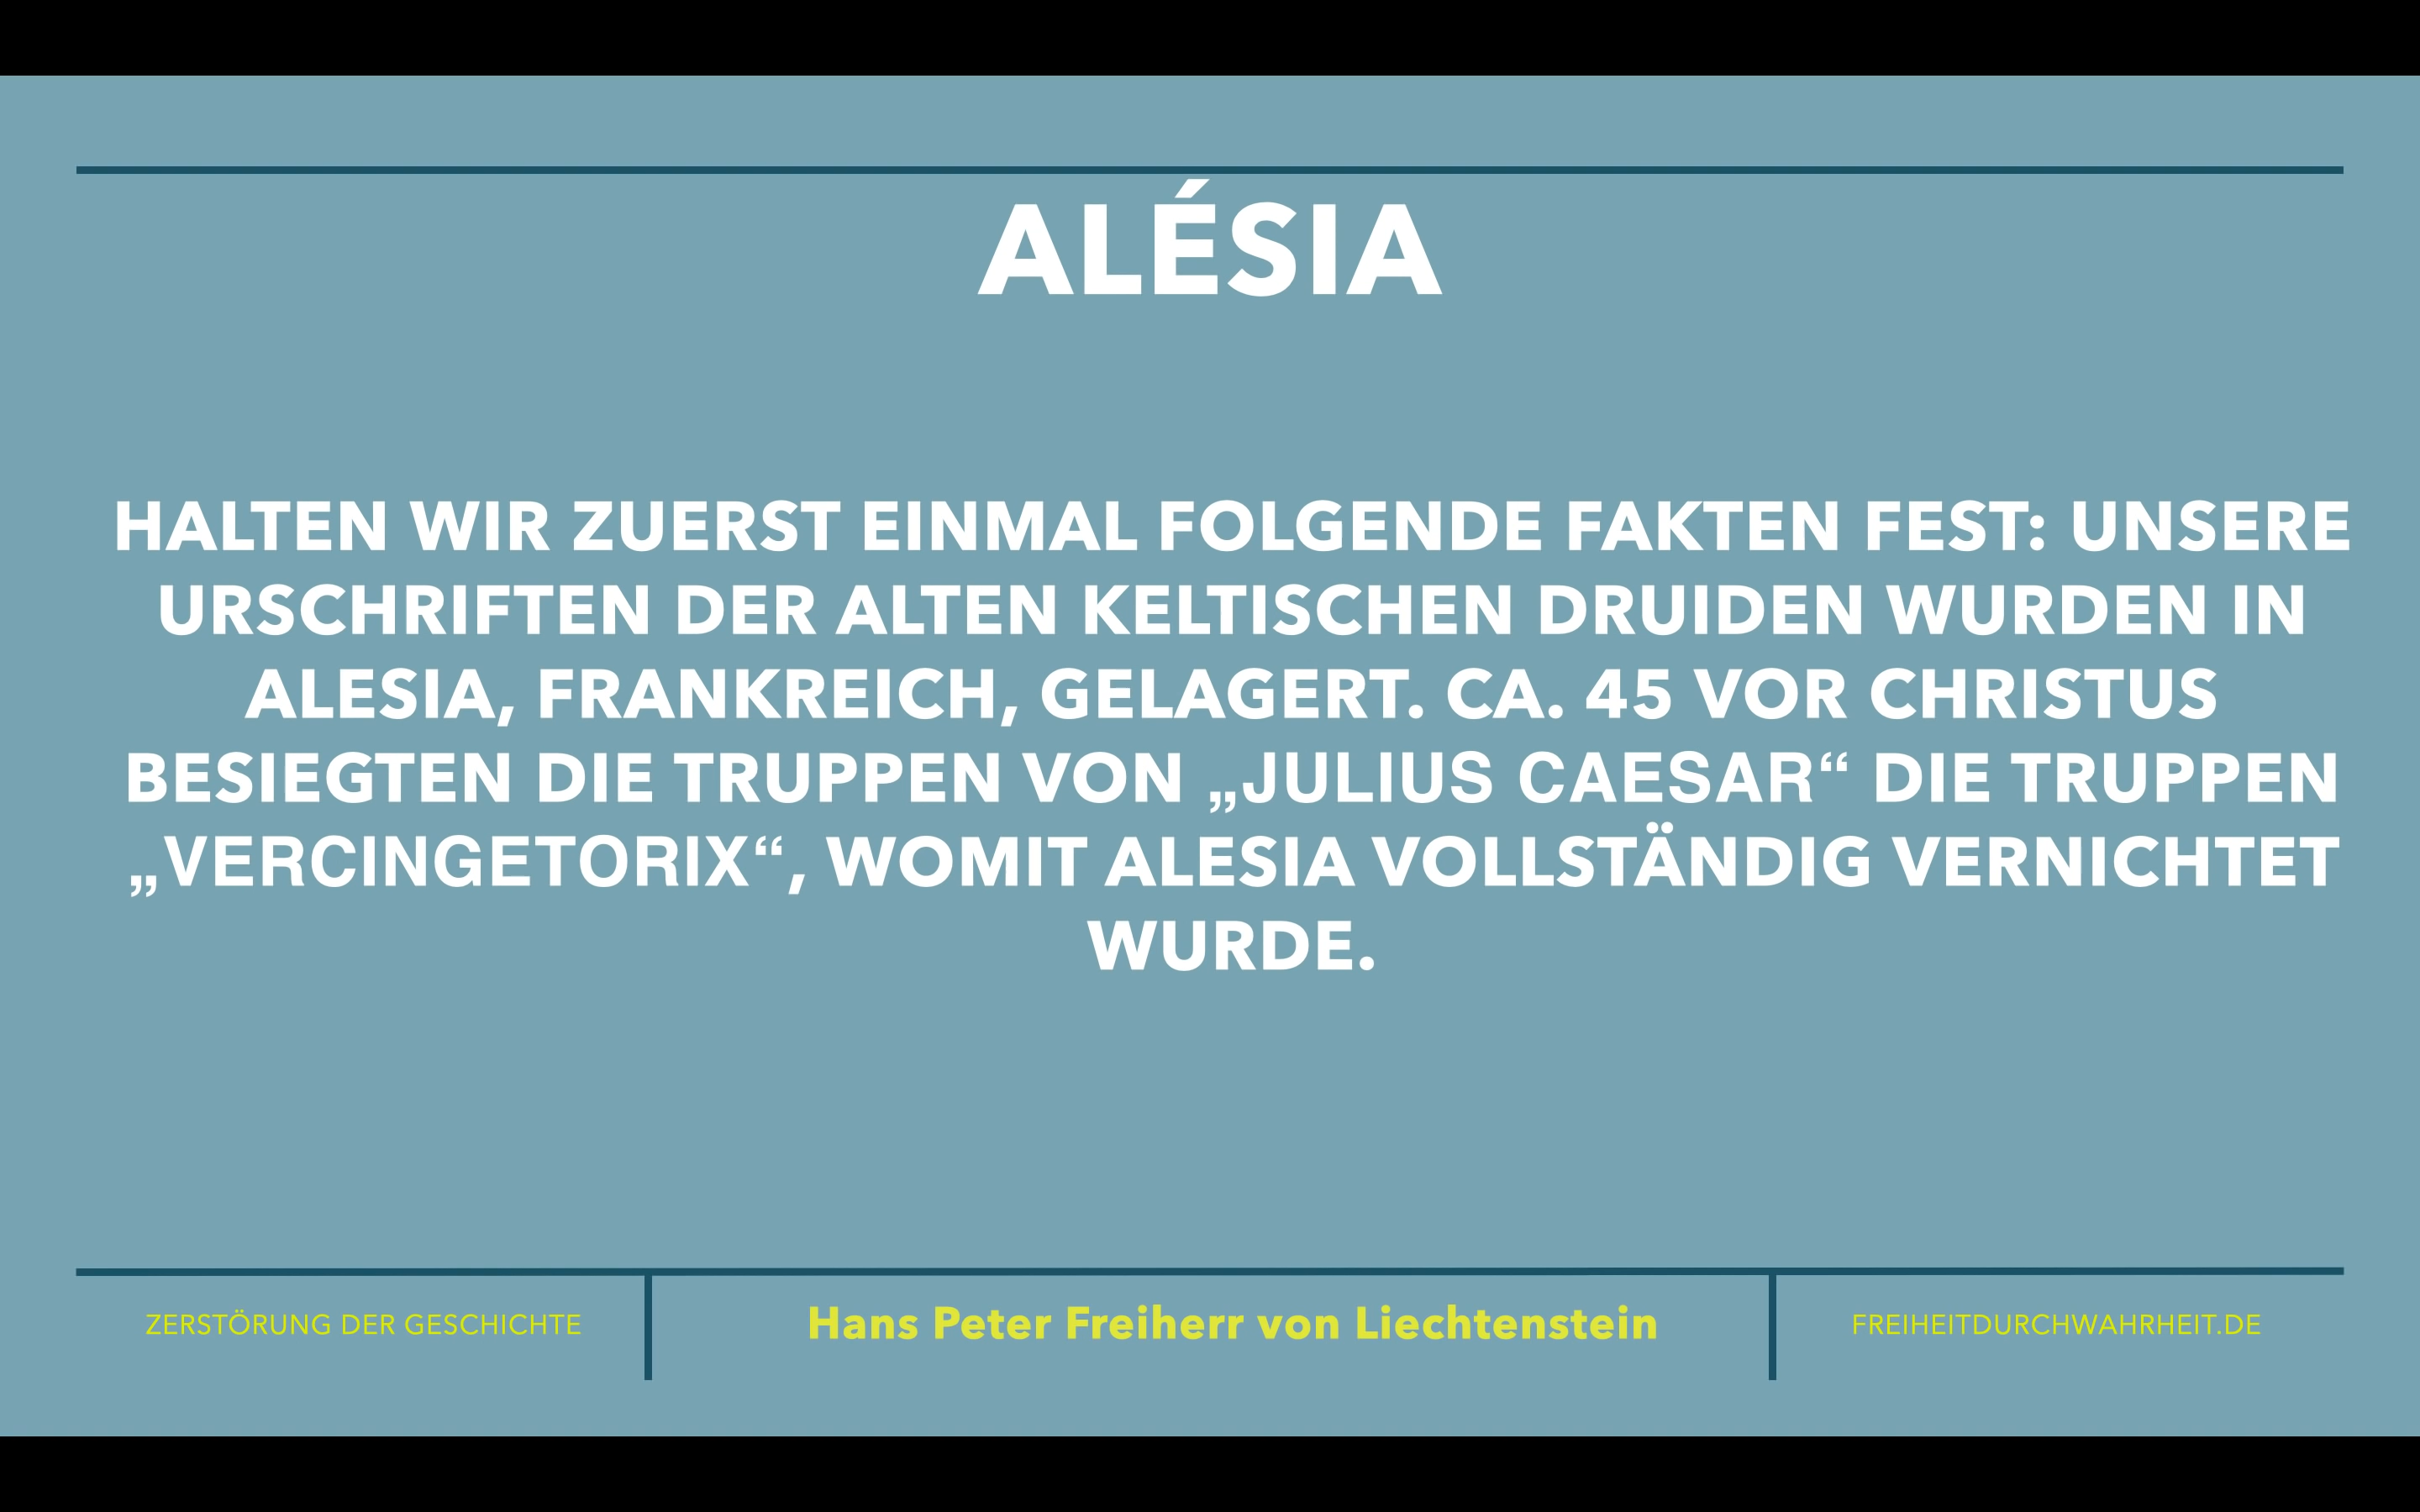 ALÉSIA
HALTEN WIR ZUERST EINMAL FOLGENDE FAKTEN FEST: UNSERE
URSCHRIFTEN DER ALTEN KELTISCHEN DRUIDEN WURDEN IN
ALESIA, FRANKREICH, GELAGERT. CA. 45 VOR CHRISTUS
BESIEGTEN DIE TRUPPEN VON „JULIUS CAESAR“ DIE TRUPPEN
„VERCINGETORIX“, WOMIT ALESIA VOLLSTÄNDIG VERNICHTET
WURDE.
ZERSTÖRUNG DER GESCHICHTE
Hans Peter Freiherr von Liechtenstein
FREIHEITDURCHWAHRHEIT.DE